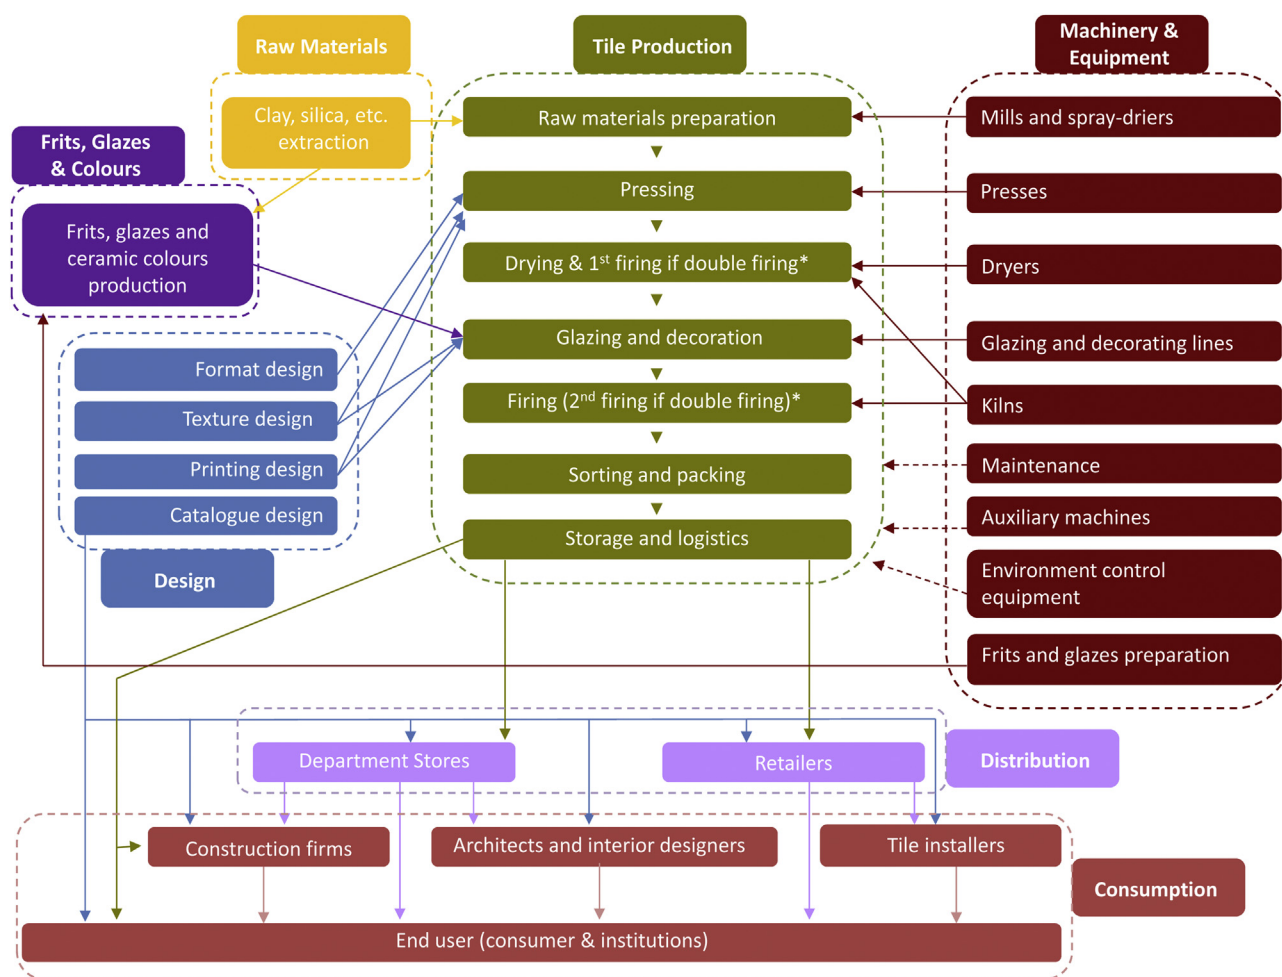 Raw Materials
Clay, silica, etc.
extraction
Frits, Glazes
& Colours
Frits, glazes and
ceramic colours
production
Format design
Texture design
Printing design
Catalogue design
Design
Tile Production
Raw materials preparation
Pressing
Drying & 1st firing if double firing*
Glazing and decoration
Firing (2nd firing if double firing)*
Sorting and packing
Storage and logistics
Machinery &
Equipment
Mills and spray-driers
Presses
Dryers
Glazing and decorating lines
Kilns
Maintenance
Auxiliary machines
Environment control
equipment
Frits and glazes preparation
Department Stores
Retailers
Distribution
Construction firms
Architects and interior designers
Tile installers
Consumption
End user (consumer & institutions)